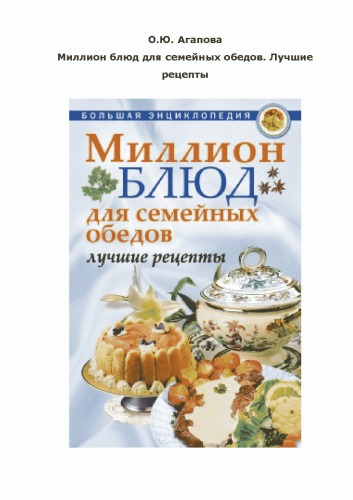 О.Ю. Агапова
Миллион блюд для семейных обедов. Лучшие
рецепты
БОЛЬШАЯ ЭНЦИКЛОПЕДИЯ
Миллион
БЛЮД
для семейных
обедов
лучшие рецепты